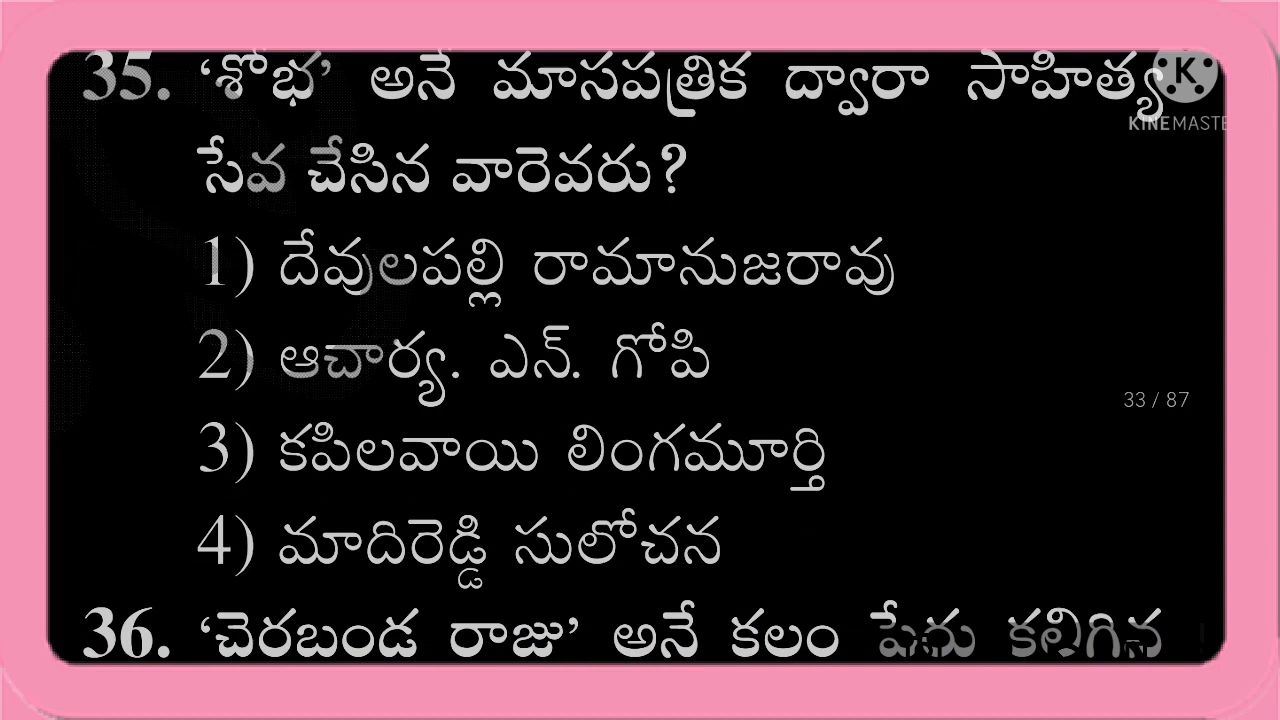 35. ‘శోభ’ అనే మాసపత్రిక ద్వారా సాహిత్య
KINEMASTE
సేవ చేసిన వారెవరు?
1) దేవులపల్లి రామానుజరావు
2) ఆచార్య. ఎన్. గోపి
33 / 87
3) కపిలవాయి లింగమూర్తి
4) మాదిరెడ్డి సులోచన
36. ‘చెరబండ రాజు’ అనే కలం పేరు కలిగిన